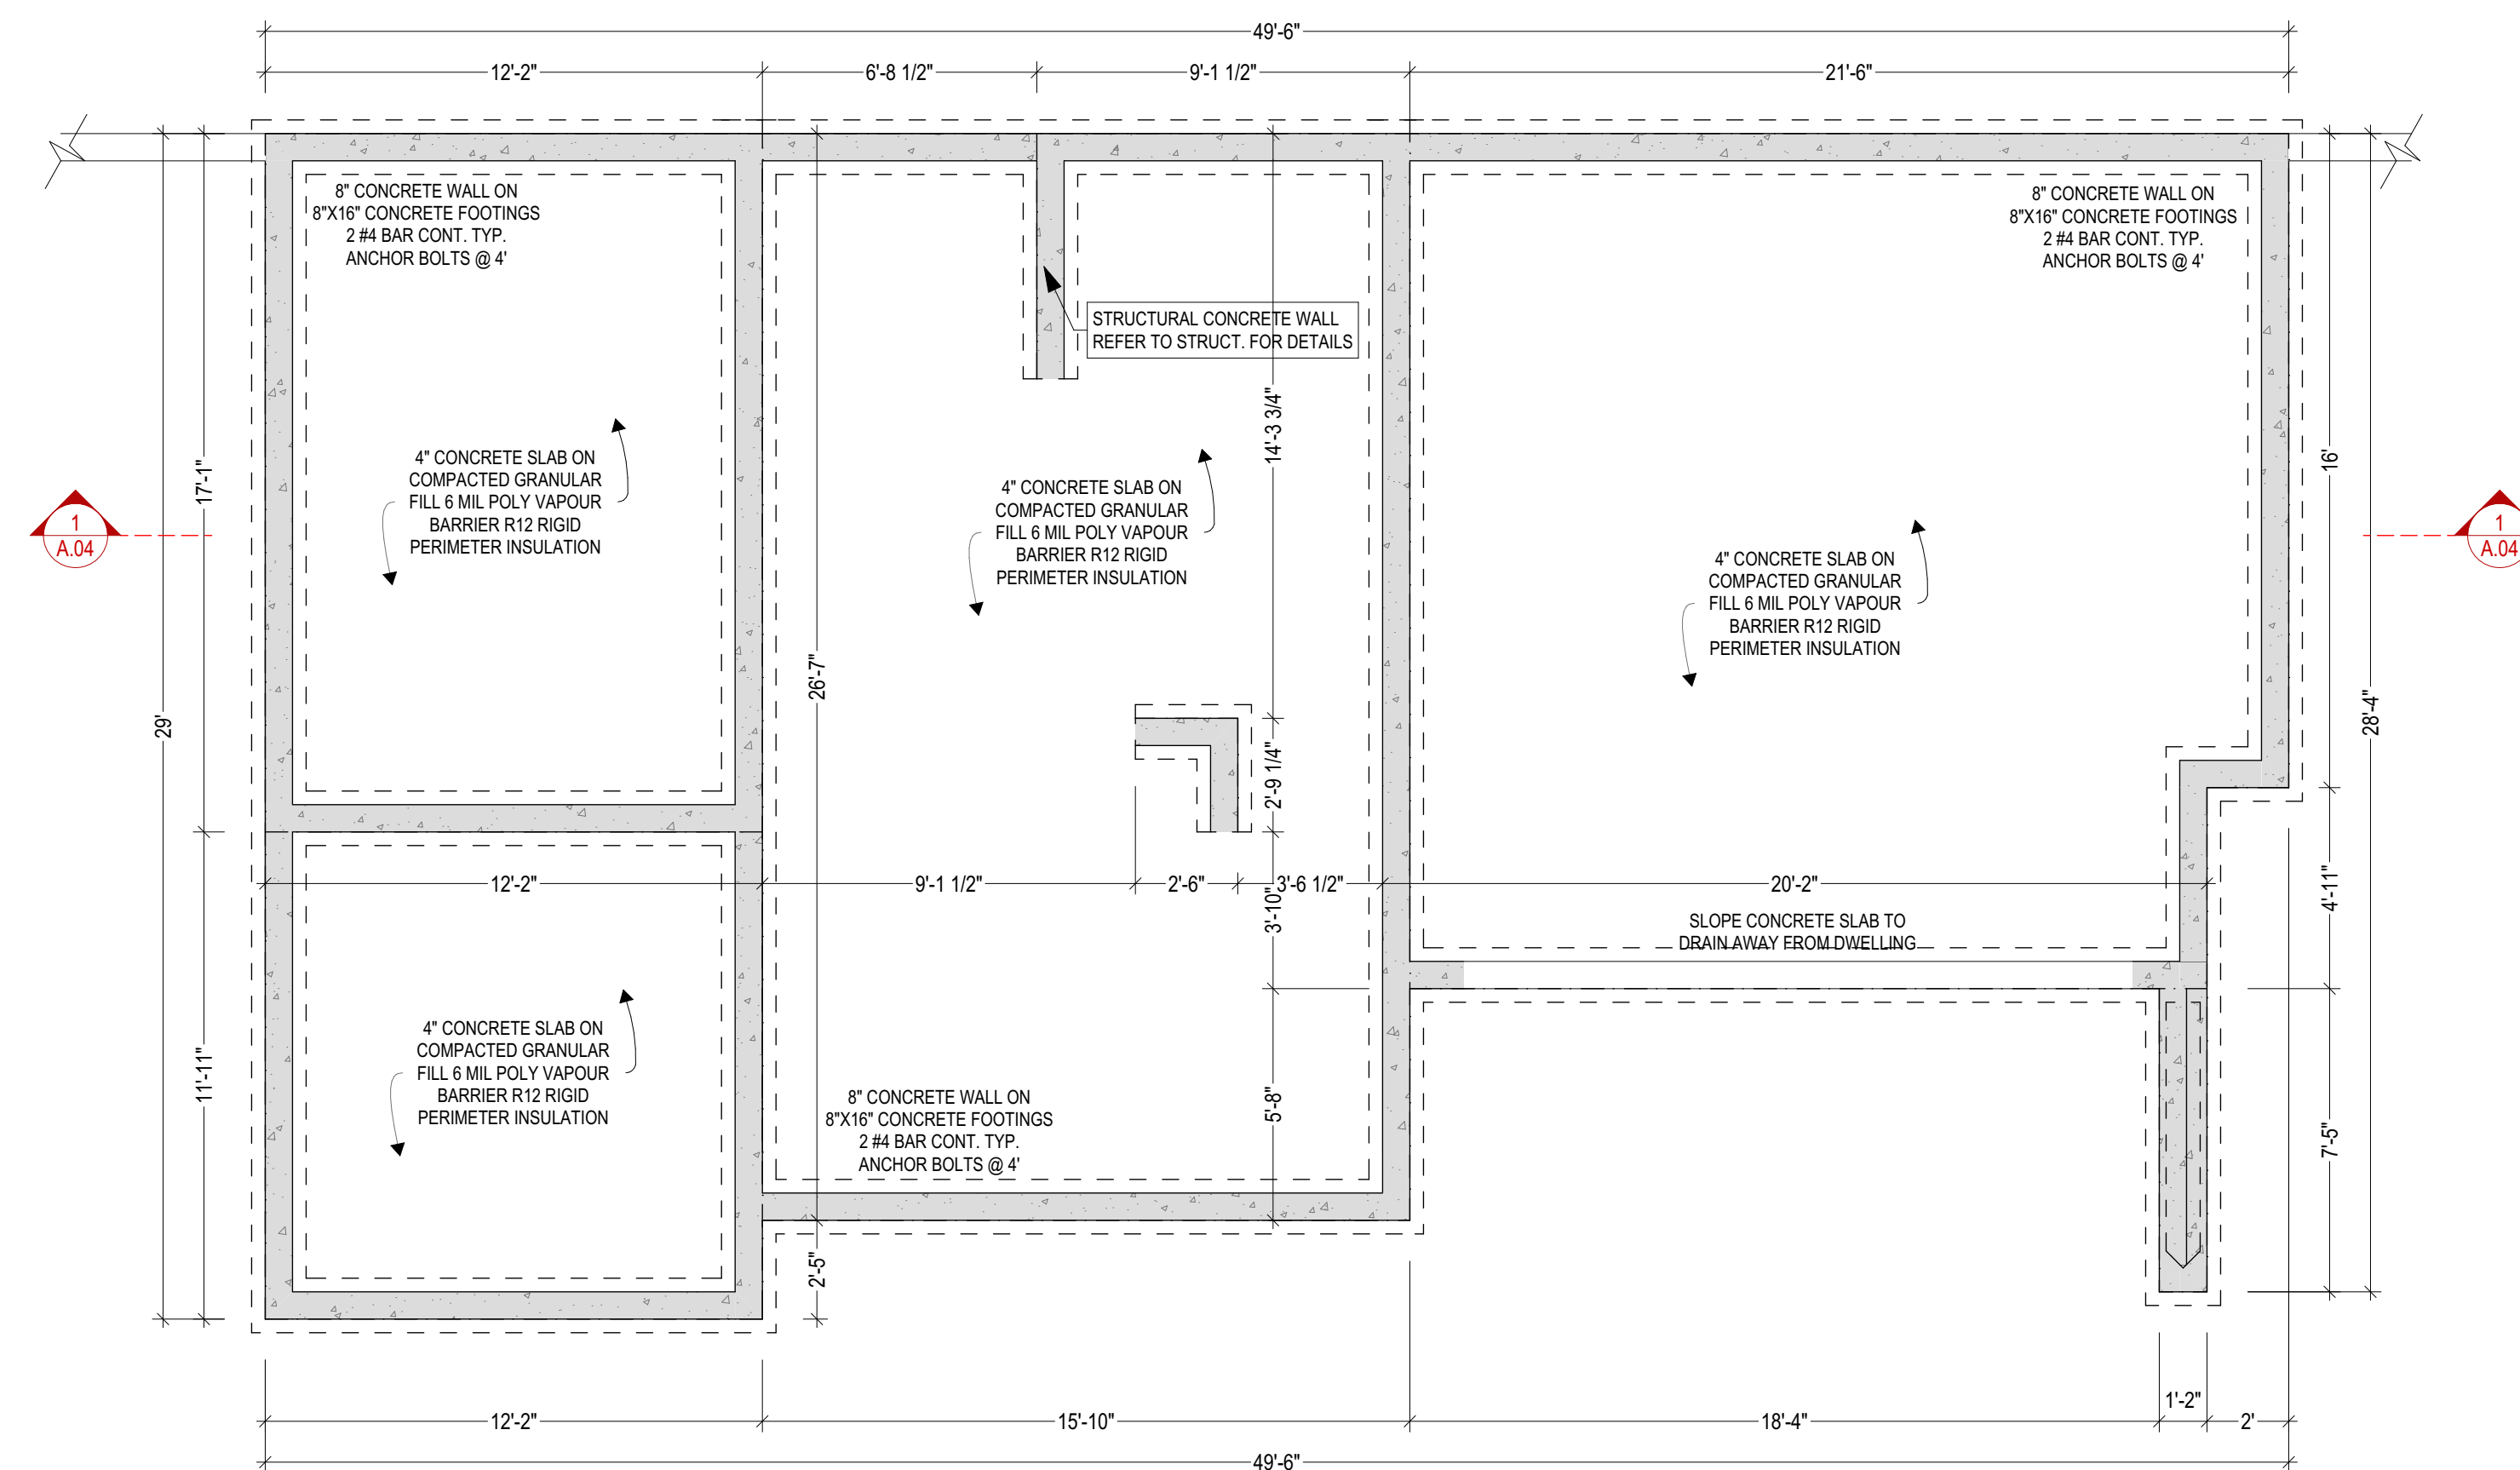 49'-6"
12'-2"
6'-8 1/2"
9'-1 1/2"
21'-6"
8" CONCRETE WALL ON
8"X16" CONCRETE FOOTINGS
2 #4 BAR CONT. TYP.
ANCHOR BOLTS @ 4'
8" CONCRETE WALL ON
8"X16" CONCRETE FOOTINGS
2 #4 BAR CONT. TYP.
ANCHOR BOLTS @ 4'
STRUCTURAL CONCRETE WALL
REFER TO STRUCT. FOR DETAILS
14'-3 3/4"
17'-1"
16'
4" CONCRETE SLAB ON
COMPACTED GRANULAR
FILL 6 MIL POLY VAPOUR
BARRIER R12 RIGID
PERIMETER INSULATION
4" CONCRETE SLAB ON
COMPACTED GRANULAR
FILL 6 MIL POLY VAPOUR
BARRIER R12 RIGID
PERIMETER INSULATION
4" CONCRETE SLAB ON
COMPACTED GRANULAR
FILL 6 MIL POLY VAPOUR
BARRIER R12 RIGID
PERIMETER INSULATION
1
A.04
1
A.04
29'
26'-7"
2'-9 1/4"
28'-4"
12'-2"
9'-1 1/2"
2'-6"
3'-6 1/2"
20'-2"
3'-10"
4'-11"
SLOPE CONCRETE SLAB TO
DRAIN AWAY FROM DWELLING
4" CONCRETE SLAB ON
COMPACTED GRANULAR
FILL 6 MIL POLY VAPOUR
BARRIER R12 RIGID
PERIMETER INSULATION
11'-11"
8" CONCRETE WALL ON
8"X16" CONCRETE FOOTINGS
2 #4 BAR CONT. TYP.
ANCHOR BOLTS @ 4'
5'-8"
7'-5"
2'-5"
12'-2"
15'-10"
18'-4"
1'-2"
2'
49'-6"